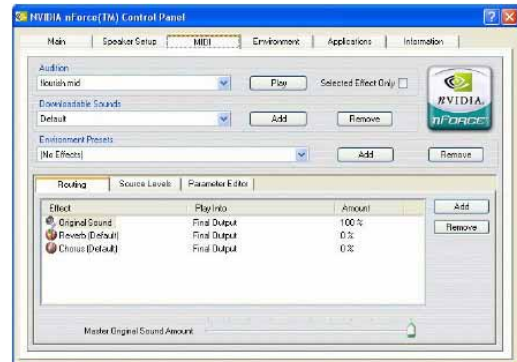 NVIDIA nForce(TM) Control Panel
Main Speaker Setup MIDI Environment Applications Information
Audition
flourish.mid Play Selected Effect Only
Downloadable Sounds
Default Add Remove
NVIDIA
nFORCE
Environment Presets
(No Effects) Add Remove
Routing Source Levels Parameter Editor
Effect Play Into Amount
Original Sound Final Output 100 %
Reverb (Default) Final Output 0 %
Chorus (Default) Final Output 0 %
Add
Remove
Master Original Sound Amount